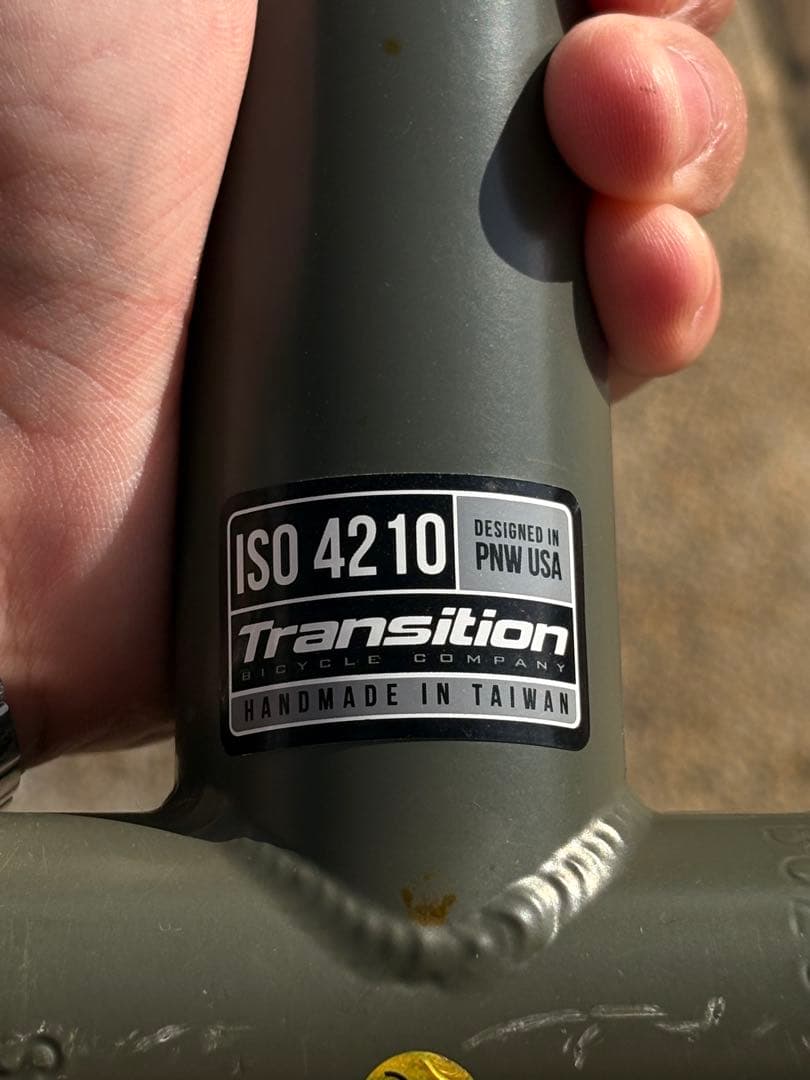 ISO 4210
DESIGNED IN
PNW USA
Transition
BICYCLE COMPANY
HANDMADE IN TAIWAN